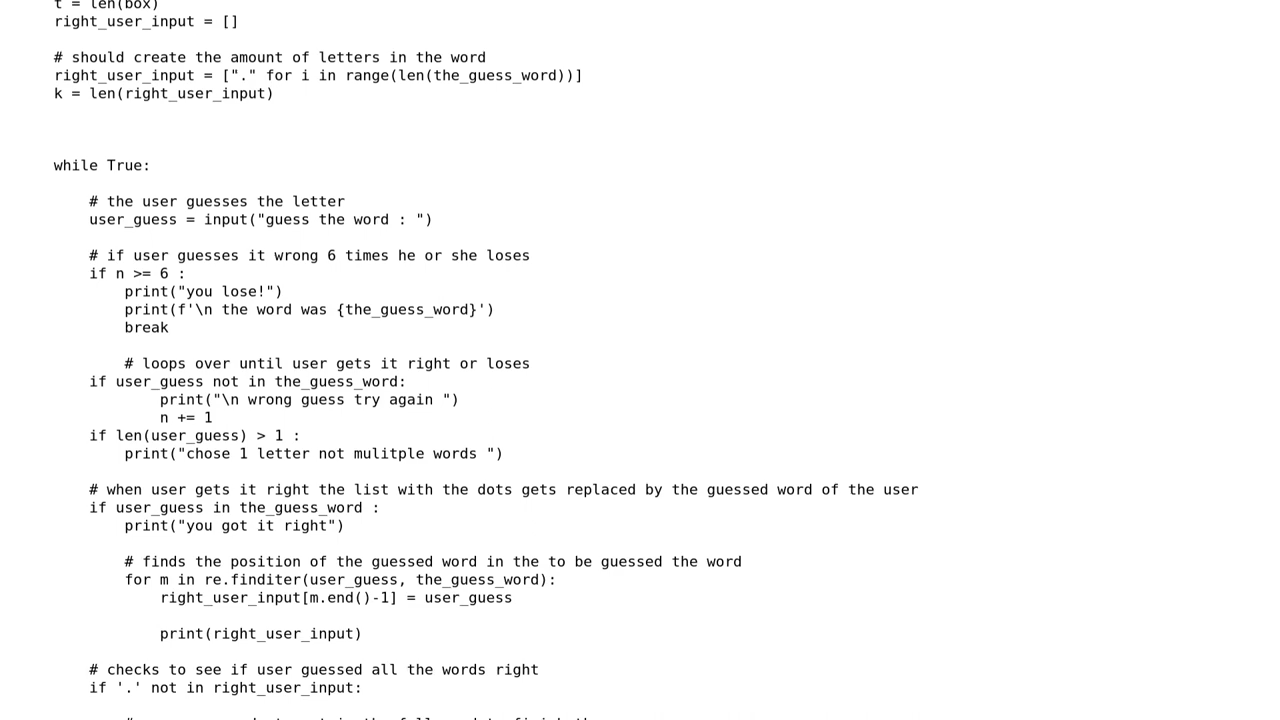 t = len(box)
right_user_input = []
# should create the amount of letters in the word
right_user_input = ["." for i in range(len(the_guess_word))]
k = len(right_user_input)
while True:
# the user guesses the letter
user_guess = input("guess the word : ")
# if user guesses it wrong 6 times he or she loses
if n >= 6 :
print("you lose!")
print(f'\n the word was {the_guess_word}')
break
# loops over until user gets it right or loses
if user_guess not in the_guess_word:
print("\n wrong guess try again ")
n += 1
if len(user_guess) > 1 :
print("chose 1 letter not mulitple words ")
# when user gets it right the list with the dots gets replaced by the guessed word of the user
if user_guess in the_guess_word :
print("you got it right")
# finds the position of the guessed word in the to be guessed the word
for m in re.finditer(user_guess, the_guess_word):
right_user_input[m.end()-1] = user_guess
print(right_user_input)
# checks to see if user guessed all the words right
if '.' not in right_user_input: